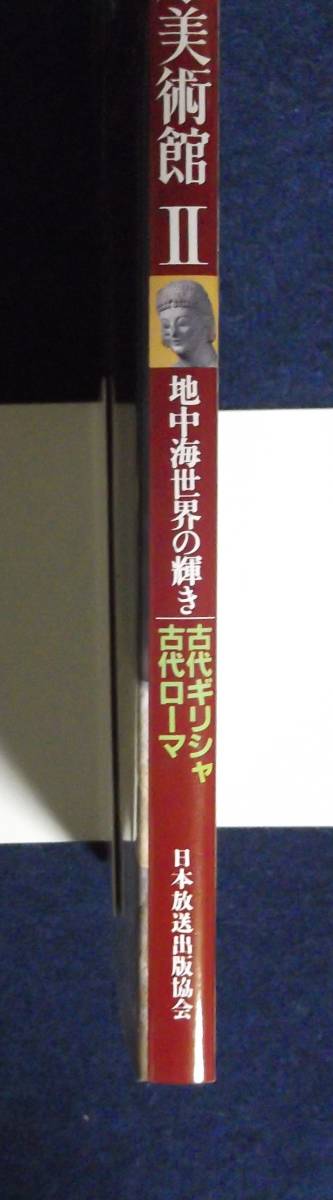 美術館 II
地中海世界の輝き
古代ギリシャ
古代ローマ
日本放送出版協会